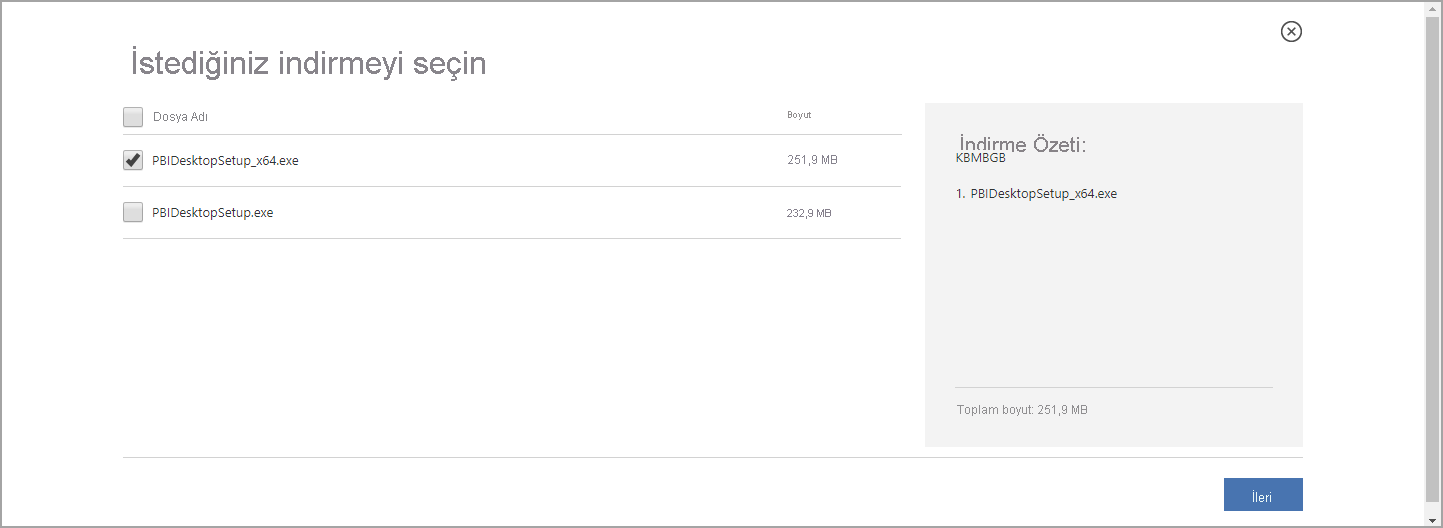 İstediğiniz indirmeyi seçin
Dosya Adı
Boyut
PBIDesktopSetup_x64.exe
251,9 MB
PBIDesktopSetup.exe
232,9 MB
İndirme Özeti:
KBMBGB
1. PBIDesktopSetup_x64.exe
Toplam boyut: 251,9 MB
İleri